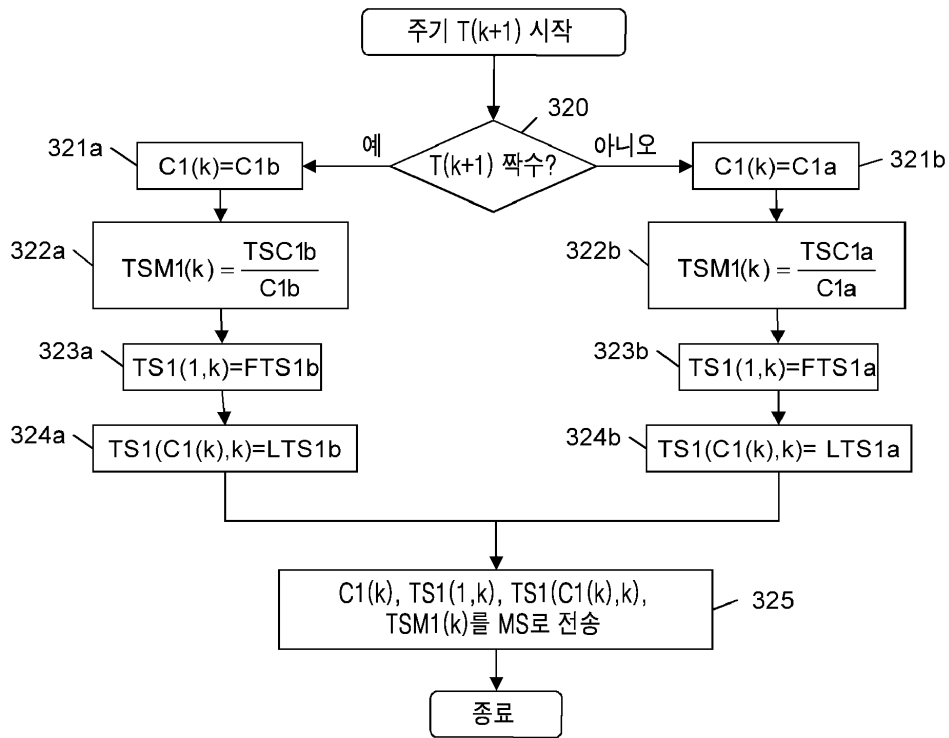 주기 T(k+1) 시작
320
T(k+1) 짝수?
예
아니오
321a
C1(k)=C1b
C1(k)=C1a
321b
322a
TSM1(k) = TSC1b / C1b
322b
TSM1(k) = TSC1a / C1a
323a
TS1(1,k)=FTS1b
323b
TS1(1,k)=FTS1a
324a
TS1(C1(k),k)=LTS1b
324b
TS1(C1(k),k)= LTS1a
C1(k), TS1(1,k), TS1(C1(k),k),
TSM1(k)를 MS로 전송
325
종료